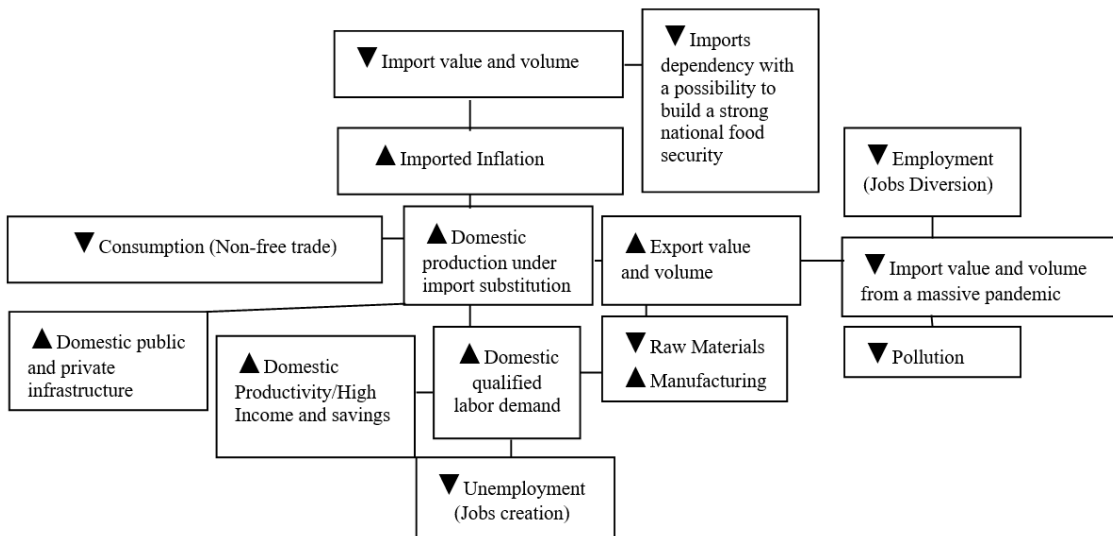 ▼ Import value and volume
▼ Imports
dependency with
a possibility to
build a strong
national food
security
▲ Imported Inflation
▼ Employment
(Jobs Diversion)
▼ Consumption (Non-free trade)
▲ Domestic
production under
import substitution
▲ Export value
and volume
▼ Import value and volume
from a massive pandemic
▲ Domestic public
and private
infrastructure
▲ Domestic
Productivity/High
Income and savings
▲ Domestic
qualified
labor demand
▼ Raw Materials
▲ Manufacturing
▼ Pollution
▼ Unemployment
(Jobs creation)